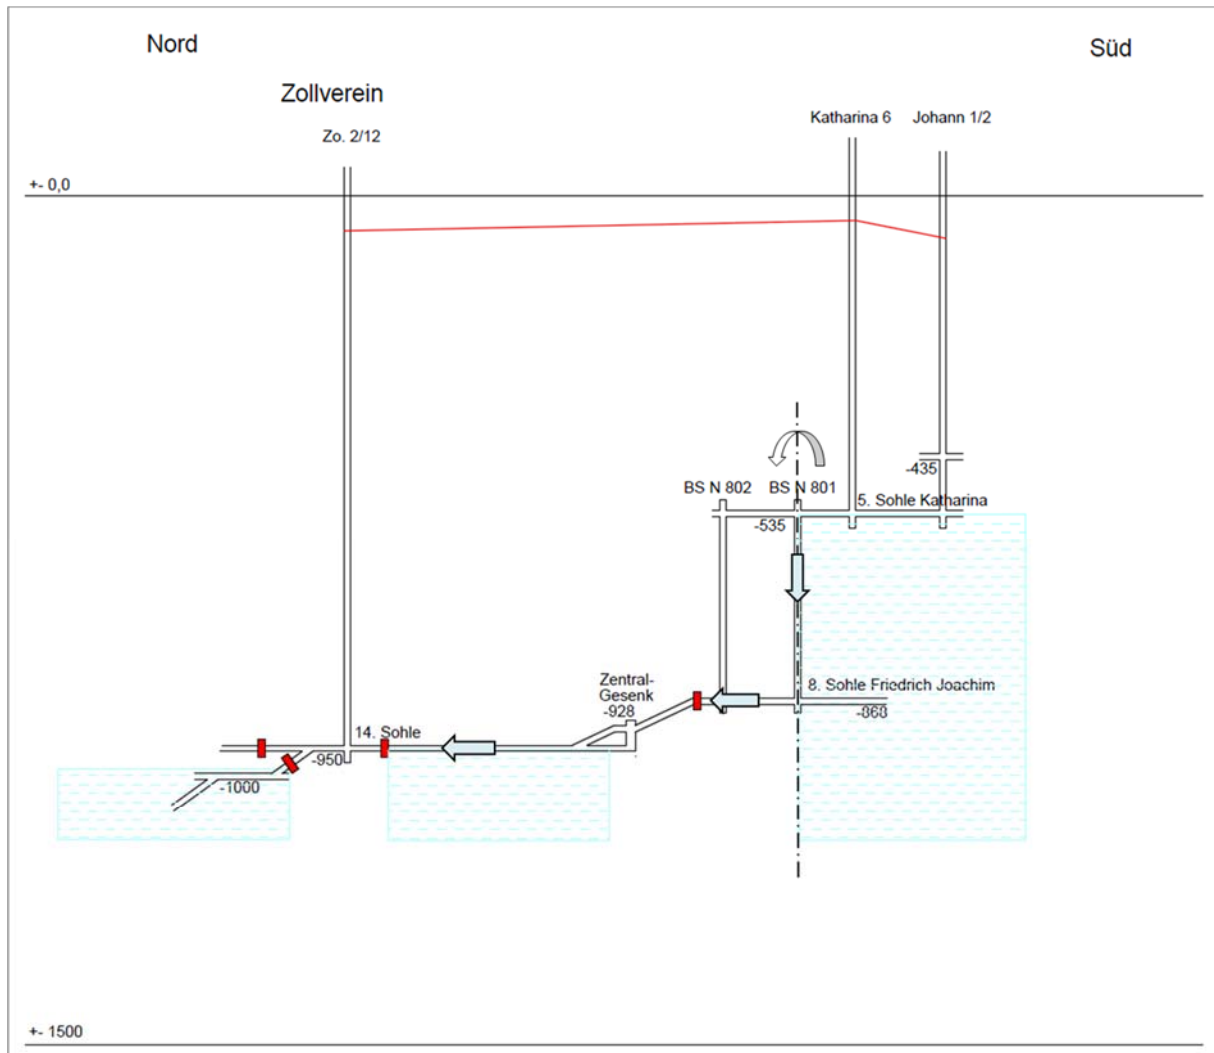 Nord
Süd
Zollverein
Zo. 2/12
Katharina 6
Johann 1/2
+- 0,0
-435
BS N 802
BS N 801
5. Sohle Katharina
-535
Zentral-
Gesenk
-928
8. Sohle Friedrich Joachim
-868
14. Sohle
-950
-1000
+- 1500